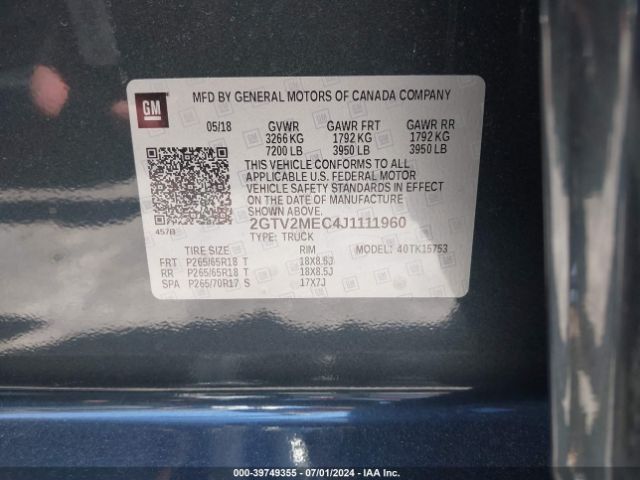 GM
MFD BY GENERAL MOTORS OF CANADA COMPANY
05/18 GVWR GAWR FRT GAWR RR
3266 KG 1792 KG 1792 KG
7200 LB 3950 LB 3950 LB
THIS VEHICLE CONFORMS TO ALL
APPLICABLE U.S. FEDERAL MOTOR
VEHICLE SAFETY STANDARDS IN EFFECT
ON THE DATE OF MANUFACTURE
SHOWN ABOVE.
2GTV2MEC4J1111960
457B TYPE: TRUCK
TIRE SIZE RIM MODEL: 40TK15753
FRT P265/65R18 T 18X8.5J
RR P265/65R18 T 18X8.5J
SPA P265/70R17 S 17X7J
000-39749355 - 07/01/2024 - IAA Inc.